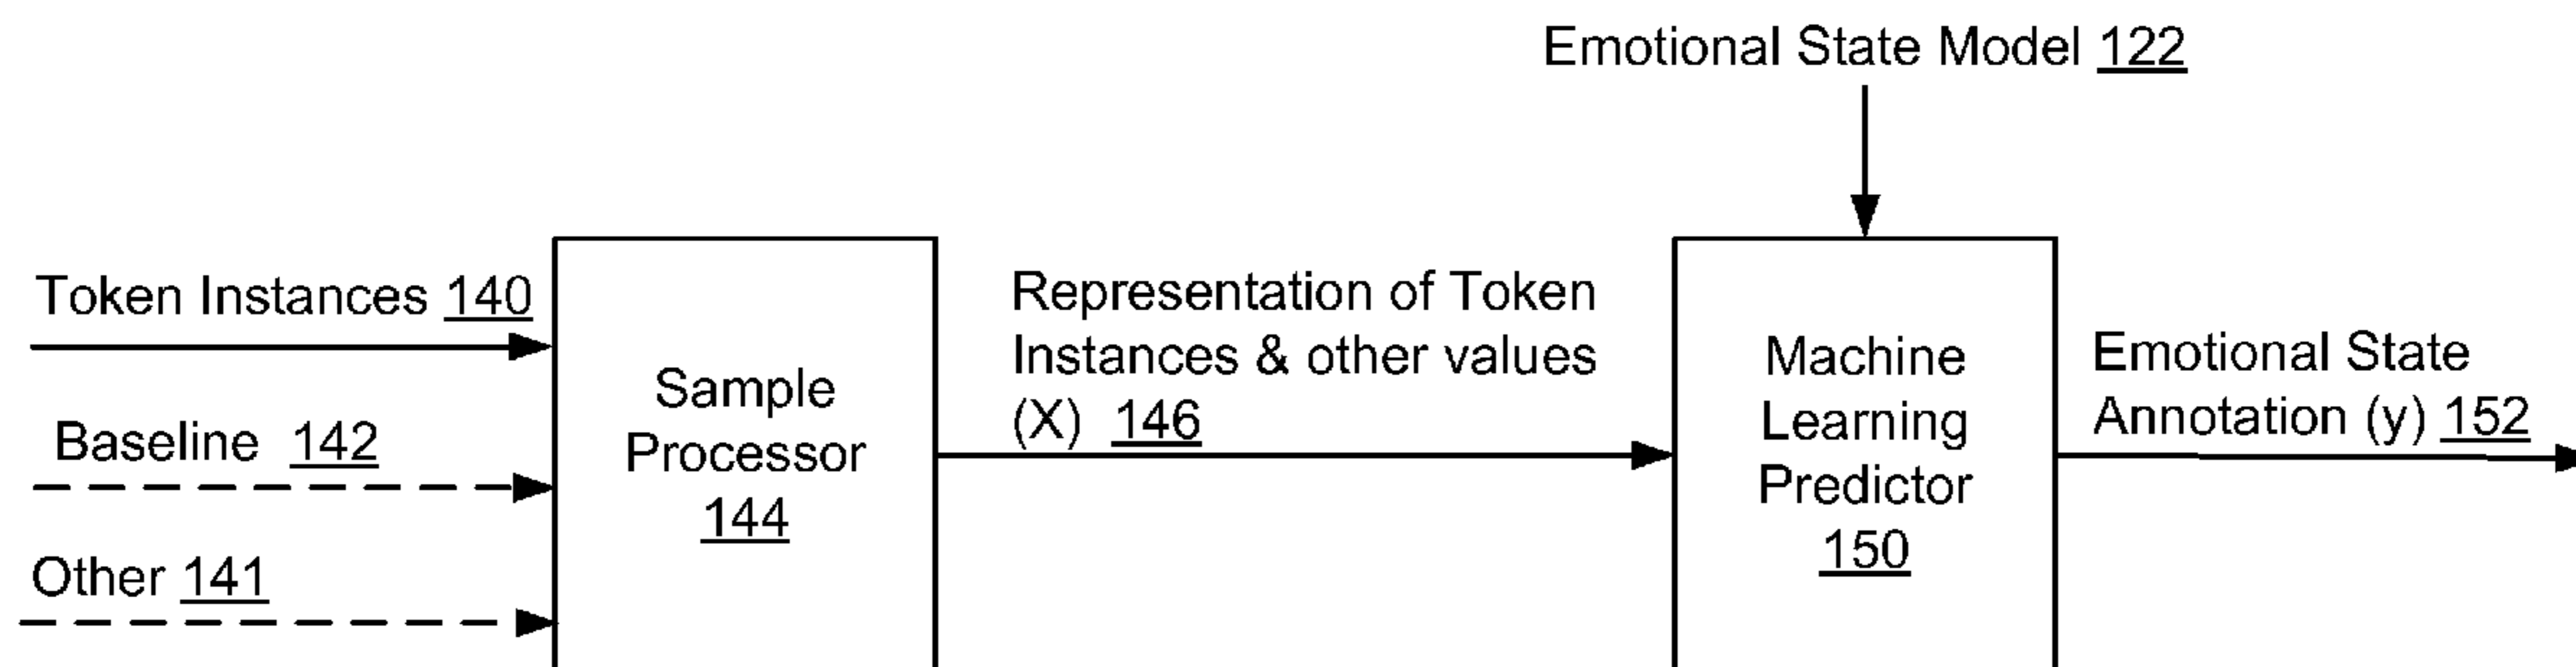 Emotional State Model 122
Token Instances 140
Baseline 142
Other 141
Sample
Processor
144
Representation of Token
Instances & other values
(X) 146
Machine
Learning
Predictor
150
Emotional State
Annotation (y) 152